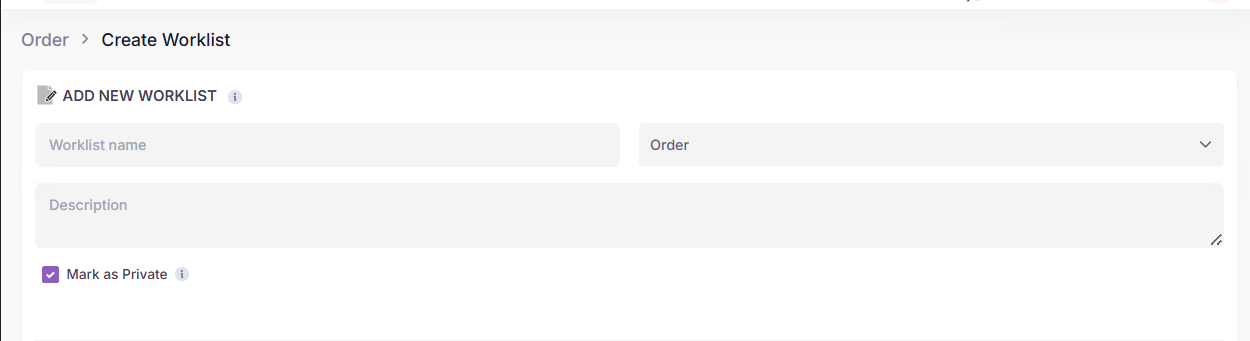 Order > Create Worklist
ADD NEW WORKLIST i
Worklist name
Order
Description
Mark as Private i